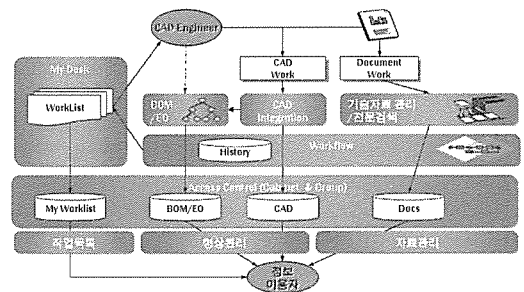 CAD Engineer
My Desk
WorkList
CAD
Work
Document
Work
BOM
/EO
CAD
Integration
기술자료 관리
/전문검색
History
Workflow
Access Control (Cabinet & Group)
My Worklist
BOM/EO
CAD
Docs
작업목록
형상관리
자료관리
정보
이용자